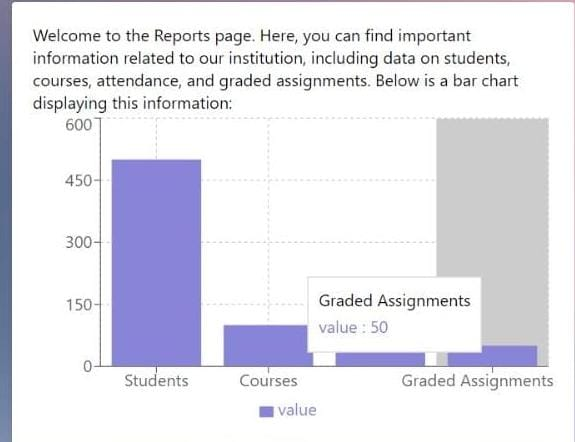 Welcome to the Reports page. Here, you can find important
information related to our institution, including data on students,
courses, attendance, and graded assignments. Below is a bar chart
displaying this information:
600
450
300
150
0
Graded Assignments
value : 50
Students
Courses
Graded Assignments
value